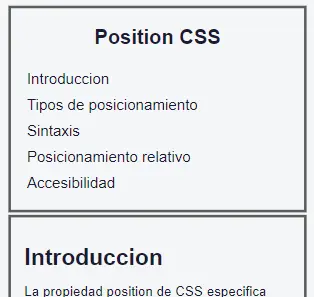 Position CSS
Introduccion
Tipos de posicionamiento
Sintaxis
Posicionamiento relativo
Accesibilidad
Introduccion
La propiedad position de CSS especifica